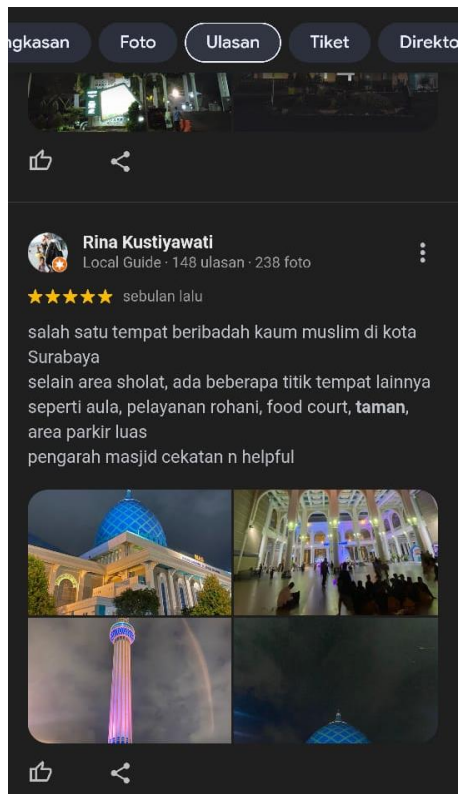 ngkasan
Foto
Ulasan
Tiket
Direkto
Rina Kustiyawati
Local Guide · 148 ulasan · 238 foto
sebulan lalu
salah satu tempat beribadah kaum muslim di kota
Surabaya
selain area sholat, ada beberapa titik tempat lainnya
seperti aula, pelayanan rohani, food court, taman,
area parkir luas
pengarah masjid cekatan n helpful